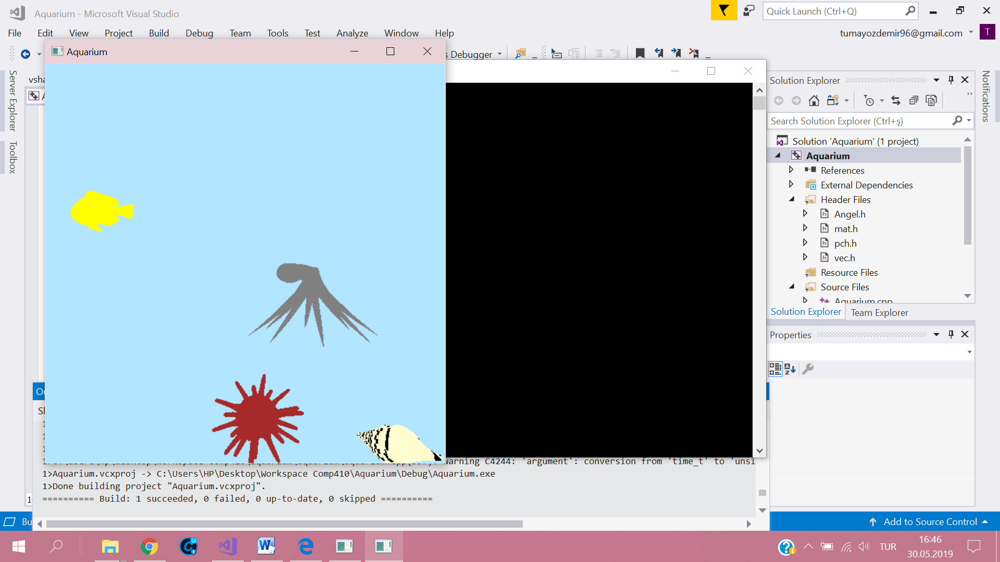 Aquarium - Microsoft Visual Studio
Quick Launch (Ctrl+Q)
File Edit View Project Build Debug Team Tools Test Analyze Window Help
tumayozdemir96@gmail.com T
Aquarium
s Debugger
Server Explorer
Toolbox
Notifications
Solution Explorer
Search Solution Explorer (Ctrl+ş)
Solution 'Aquarium' (1 project)
Aquarium
References
External Dependencies
Header Files
Angel.h
mat.h
pch.h
vec.h
Resource Files
Source Files
Aquarium.cpp
Solution Explorer Team Explorer
Properties
warning C4244: 'argument': conversion from 'time_t' to 'unsi
1>Aquarium.vcxproj -> C:\Users\HP\Desktop\Workspace Comp410\Aquarium\Debug\Aquarium.exe
1>Done building project "Aquarium.vcxproj".
========== Build: 1 succeeded, 0 failed, 0 up-to-date, 0 skipped ==========
Bu
Add to Source Control
TUR
16:46
30.05.2019